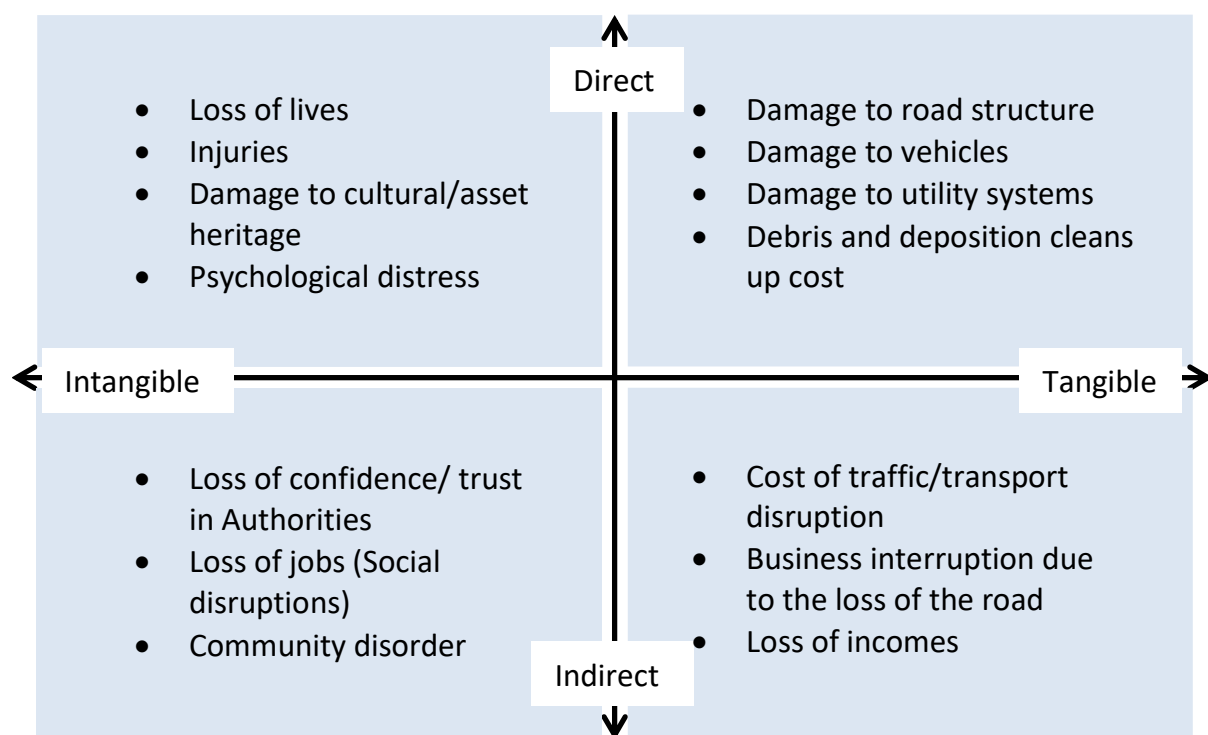 Direct
Loss of lives
Injuries
Damage to cultural/asset
heritage
Psychological distress
Damage to road structure
Damage to vehicles
Damage to utility systems
Debris and deposition cleans
up cost
Intangible
Tangible
Loss of confidence/ trust
in Authorities
Loss of jobs (Social
disruptions)
Community disorder
Cost of traffic/transport
disruption
Business interruption due
to the loss of the road
Loss of incomes
Indirect